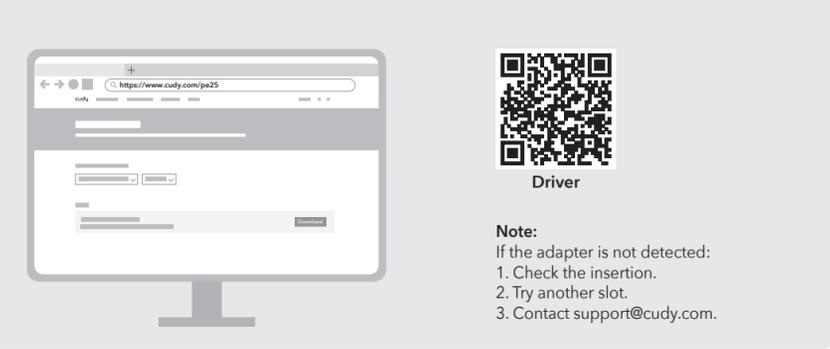 https://www.cudy.com/pe25
cudy
Download
Driver
Note:
If the adapter is not detected:
1. Check the insertion.
2. Try another slot.
3. Contact support@cudy.com.